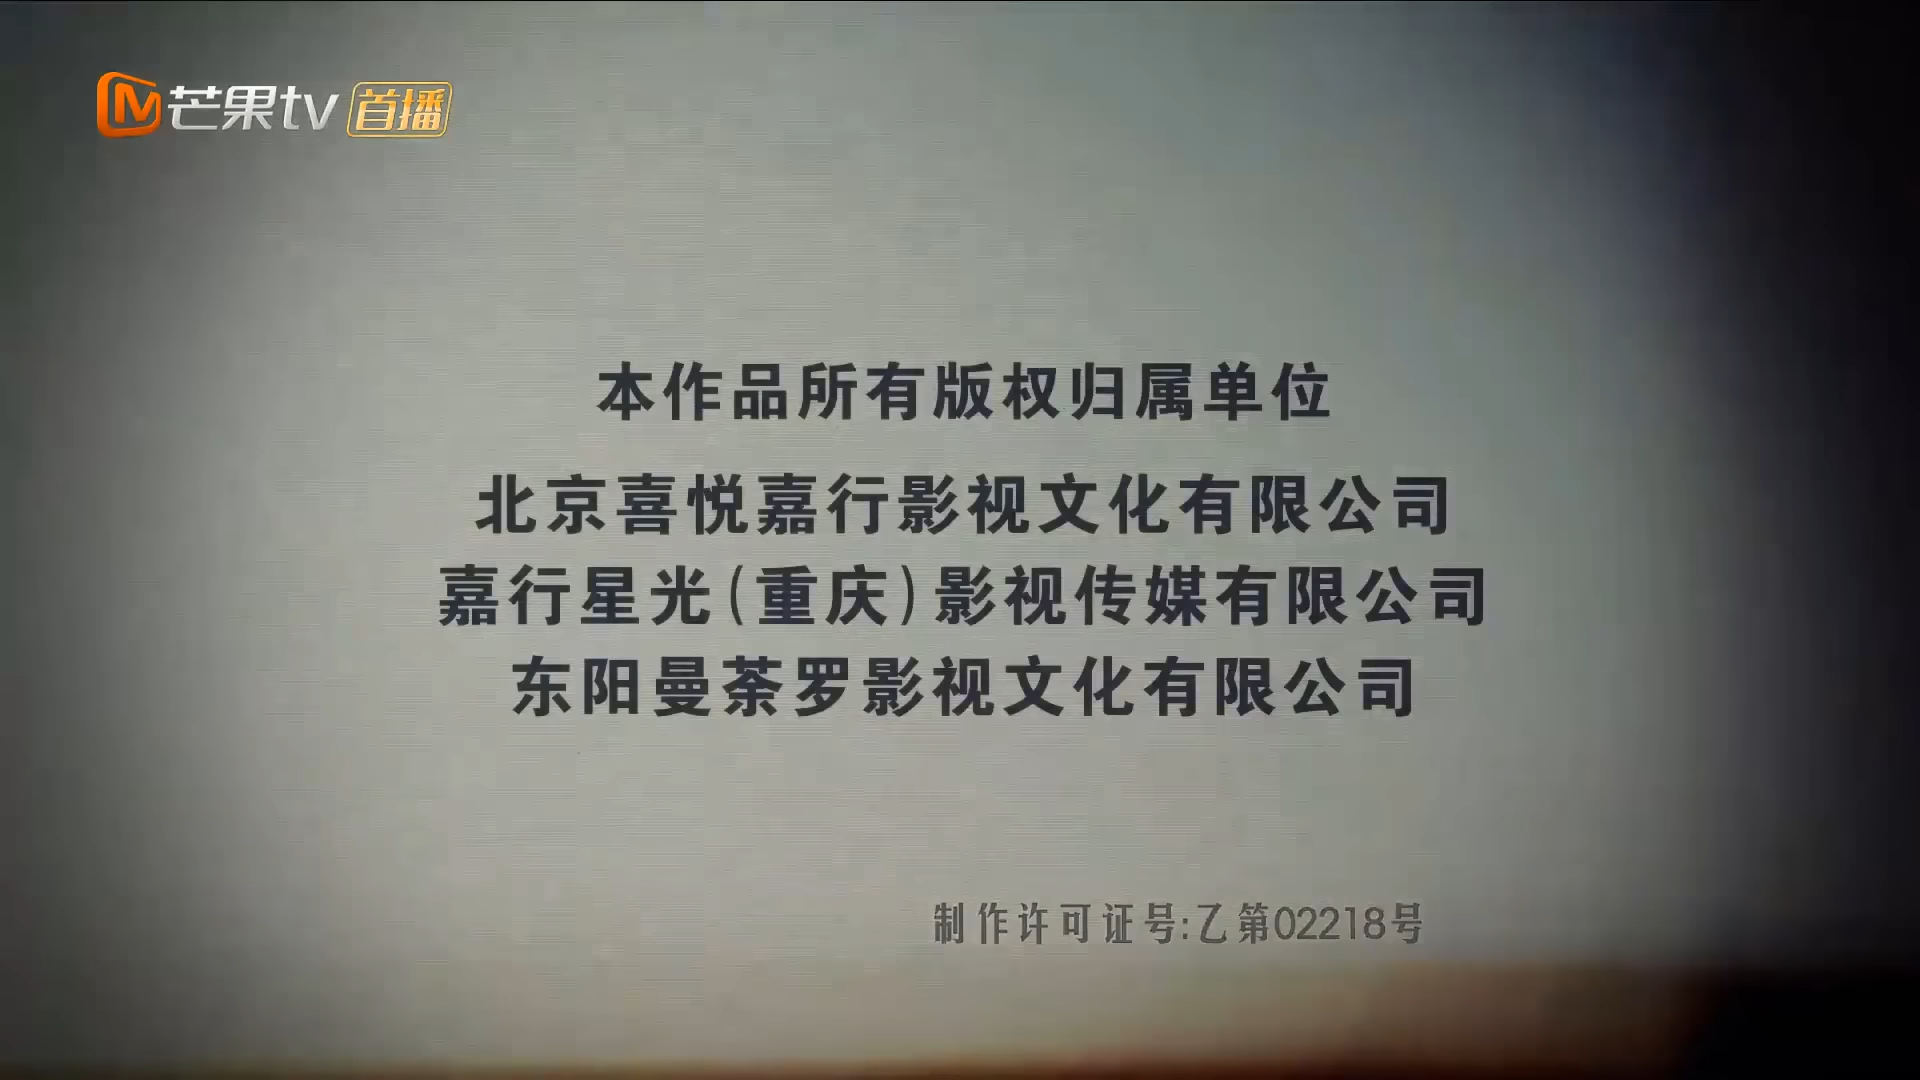 芒果tv 首播
本作品所有版权归属单位
北京喜悦嘉行影视文化有限公司
嘉行星光(重庆)影视传媒有限公司
东阳曼荼罗影视文化有限公司
制作许可证号:乙第02218号